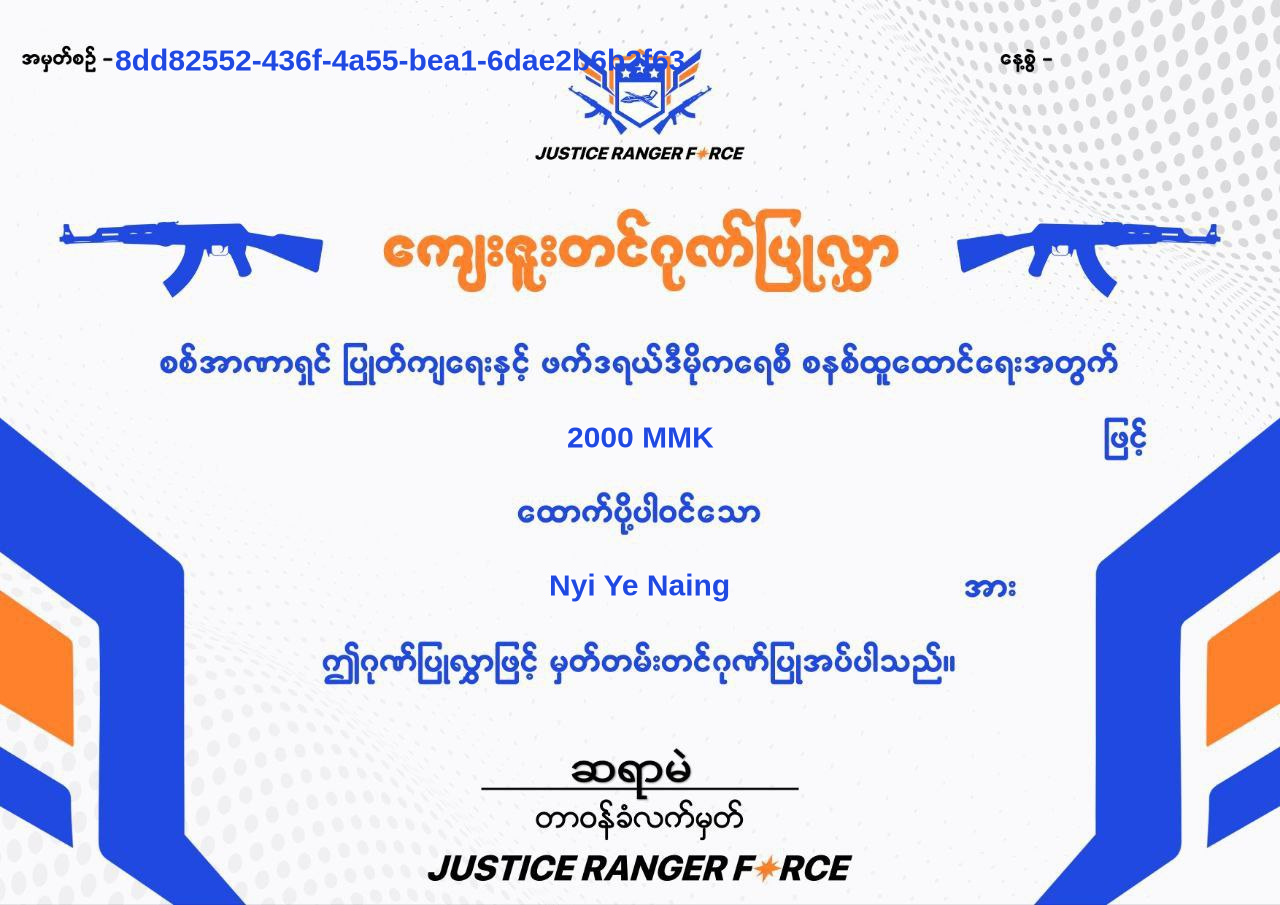 အမှတ်စဉ် -8dd82552-436f-4a55-bea1-6dae2b6b2f63
နေ့စွဲ -
JUSTICE RANGER FORCE
ကျေးဇူးတင်ဂုဏ်ပြုလွှာ
စစ်အာဏာရှင် ပြုတ်ကျရေးနှင့် ဖက်ဒရယ်ဒီမိုကရေစီ စနစ်ထူထောင်ရေးအတွက်
2000 MMK ဖြင့်
ထောက်ပို့ပါဝင်သော
Nyi Ye Naing အား
ဤဂုဏ်ပြုလွှာဖြင့် မှတ်တမ်းတင်ဂုဏ်ပြုအပ်ပါသည်။
ဆရာမဲ
တာဝန်ခံလက်မှတ်
JUSTICE RANGER FORCE